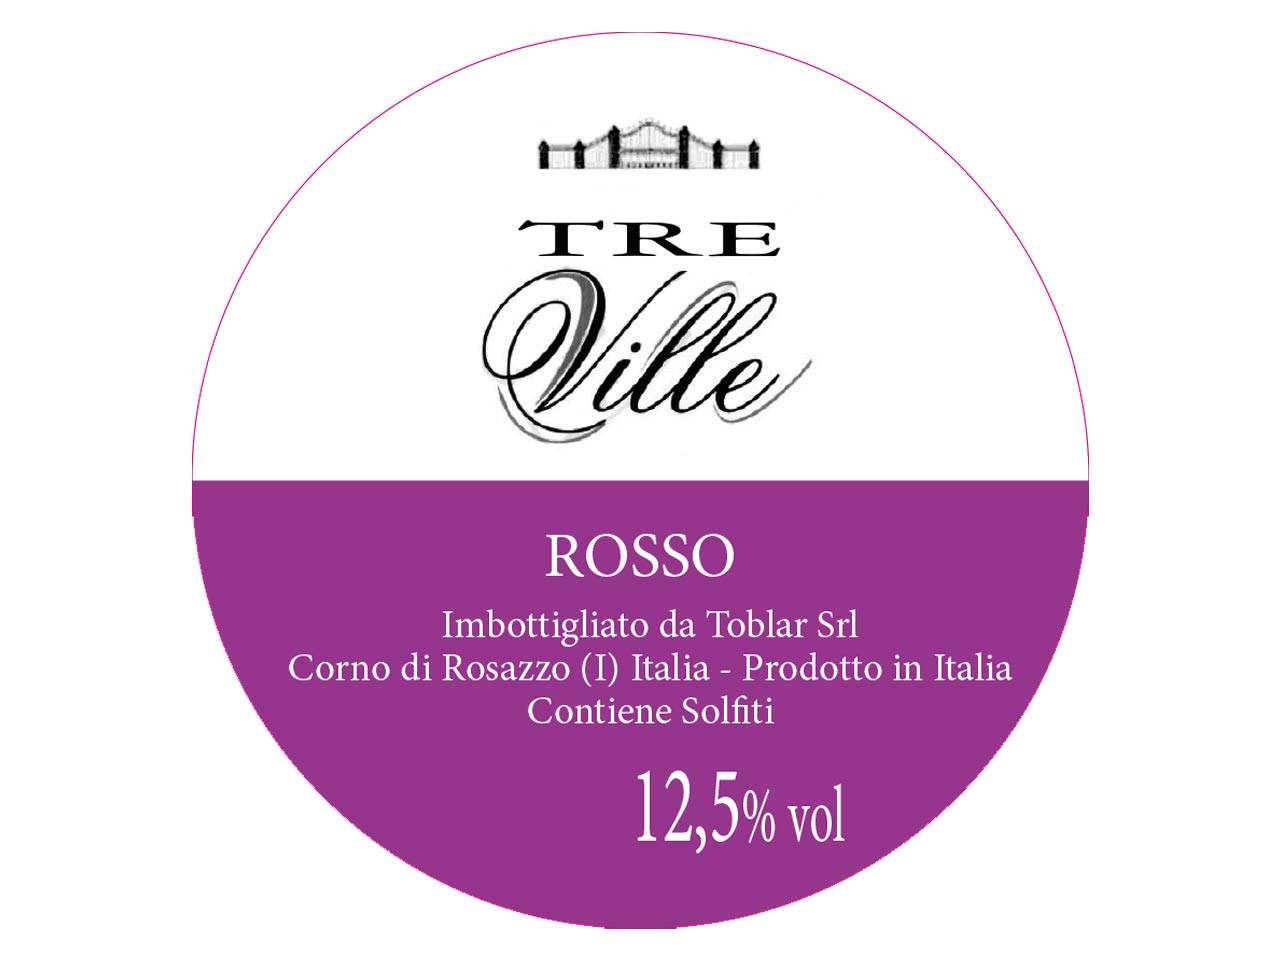 TRE
Ville
ROSSO
Imbottigliato da Toblar Srl
Corno di Rosazzo (I) Italia - Prodotto in Italia
Contiene Solfiti
12,5% vol